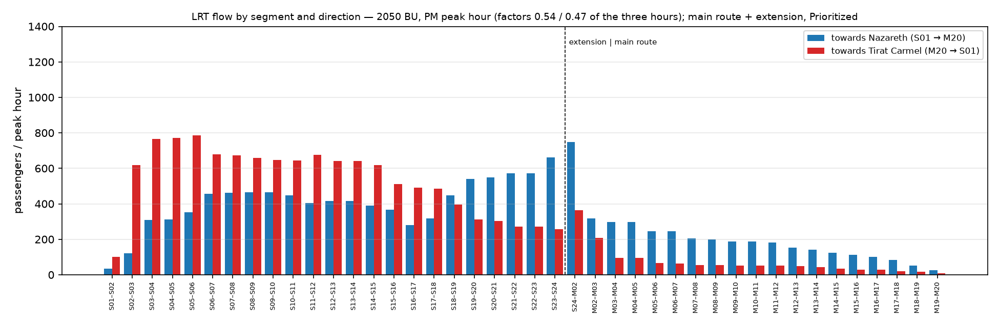 LRT flow by segment and direction — 2050 BU, PM peak hour (factors 0.54 / 0.47 of the three hours); main route + extension, Prioritized
passengers / peak hour
1400
1200
1000
800
600
400
200
0
extension | main route
towards Nazareth (S01 → M20)
towards Tirat Carmel (M20 → S01)
S01–S02
S02–S03
S03–S04
S04–S05
S05–S06
S06–S07
S07–S08
S08–S09
S09–S10
S10–S11
S11–S12
S12–S13
S13–S14
S14–S15
S15–S16
S16–S17
S17–S18
S18–S19
S19–S20
S20–S21
S21–S22
S22–S23
S23–S24
S24–M02
M02–M03
M03–M04
M04–M05
M05–M06
M06–M07
M07–M08
M08–M09
M09–M10
M10–M11
M11–M12
M12–M13
M13–M14
M14–M15
M15–M16
M16–M17
M17–M18
M18–M19
M19–M20